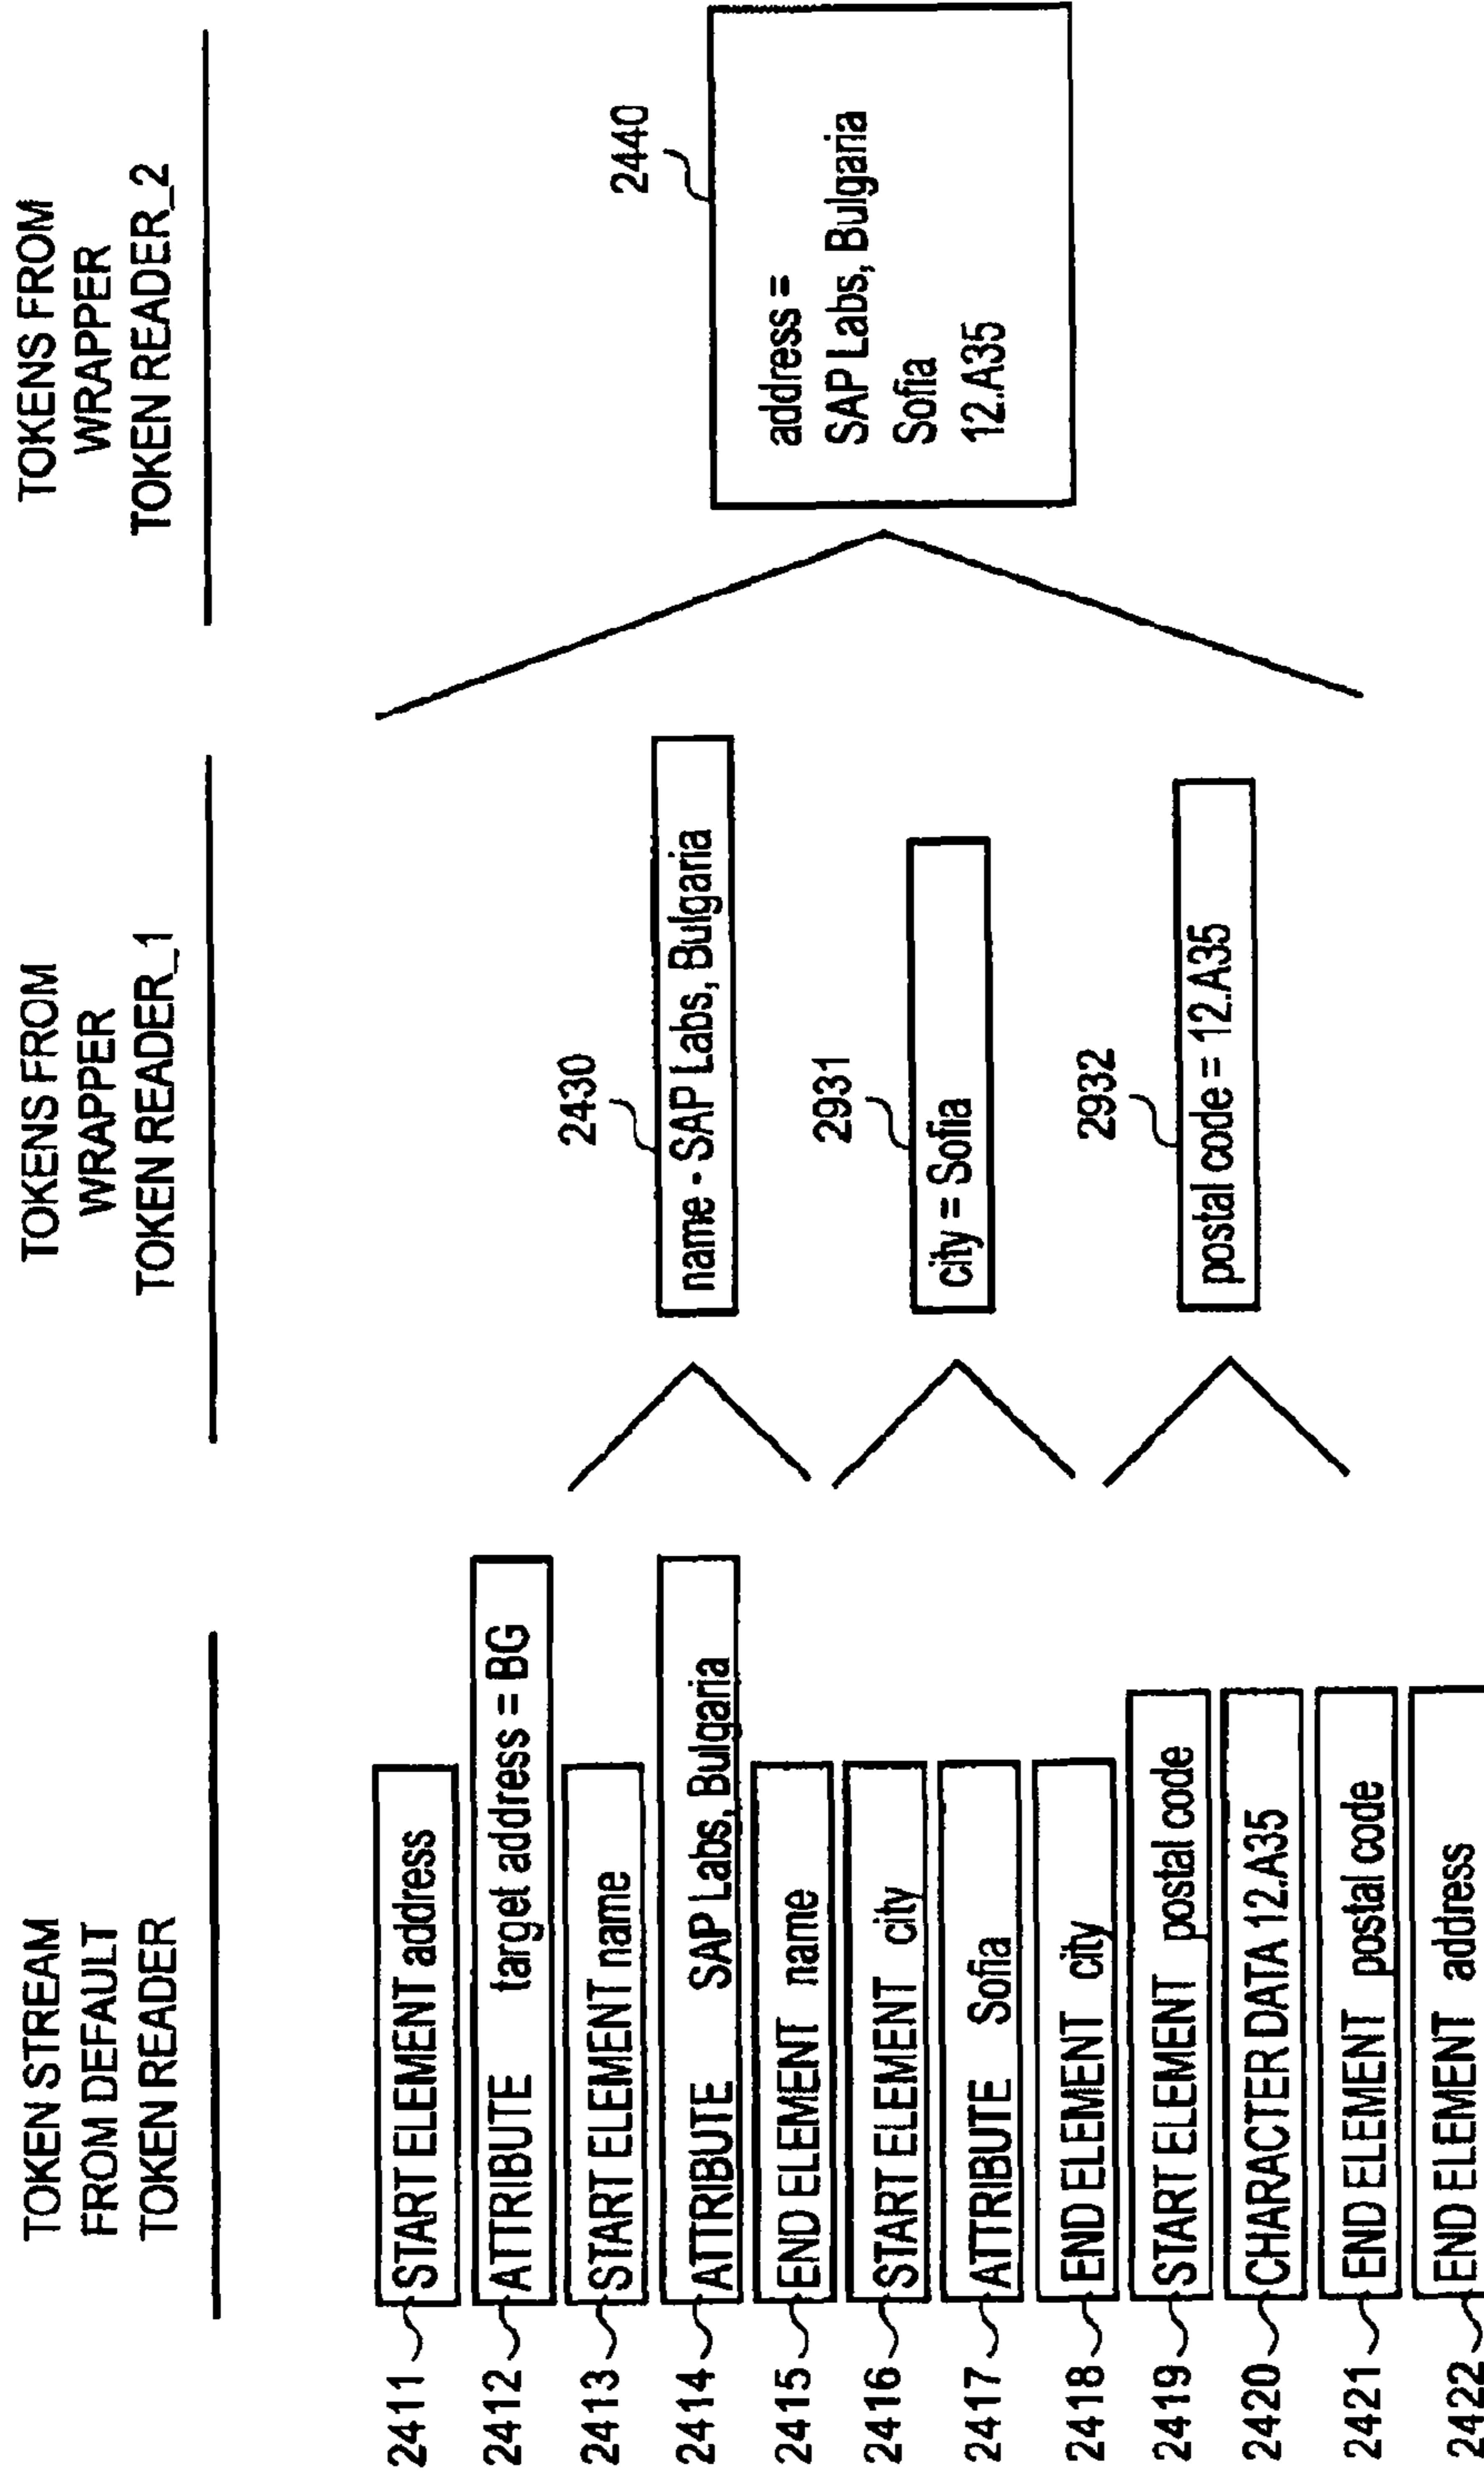 TOKEN STREAM
FROM DEFAULT
TOKEN READER
2411 START ELEMENT address
2412 ATTRIBUTE target address = BG
2413 START ELEMENT name
2414 ATTRIBUTE SAP Labs, Bulgaria
2415 END ELEMENT name
2416 START ELEMENT city
2417 ATTRIBUTE Sofia
2418 END ELEMENT city
2419 START ELEMENT postal code
2420 CHARACTER DATA 12.A35
2421 END ELEMENT postal code
2422 END ELEMENT address
TOKENS FROM
WRAPPER
TOKEN READER_1
2430
name - SAP Labs, Bulgaria
2931
city = Sofia
2932
postal code = 12.A35
TOKENS FROM
WRAPPER
TOKEN READER_2
2440
address =
SAP Labs, Bulgaria
Sofia
12.A35